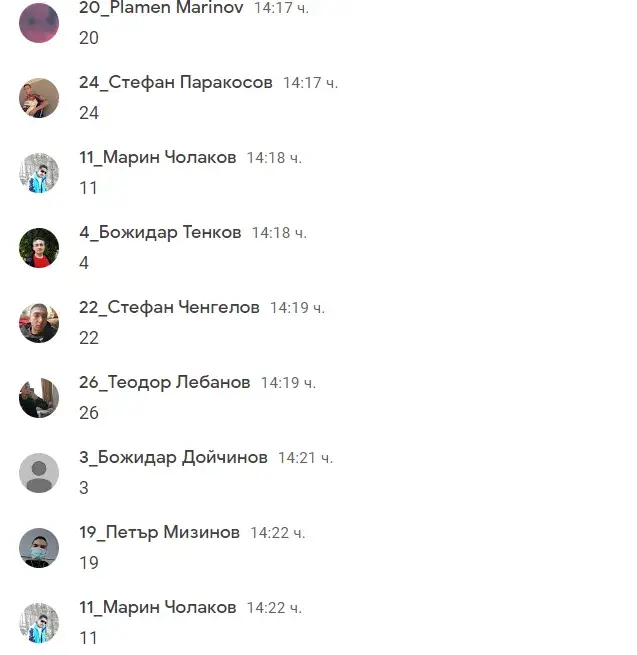 20_Plamen Marinov 14:17 ч.
20
24_Стефан Паракосов 14:17 ч.
24
11_Марин Чолаков 14:18 ч.
11
4_Божидар Тенков 14:18 ч.
4
22_Стефан Ченгелов 14:19 ч.
22
26_Теодор Лебанов 14:19 ч.
26
3_Божидар Дойчинов 14:21 ч.
3
19_Петър Мизинов 14:22 ч.
19
11_Марин Чолаков 14:22 ч.
11